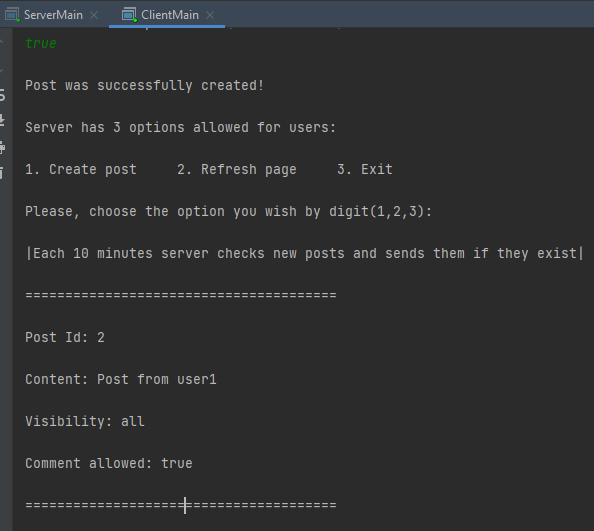 ServerMain ClientMain
true
Post was successfully created!
Server has 3 options allowed for users:
1. Create post 2. Refresh page 3. Exit
Please, choose the option you wish by digit(1,2,3):
|Each 10 minutes server checks new posts and sends them if they exist|
=======================================
Post Id: 2
Content: Post from user1
Visibility: all
Comment allowed: true
=======================================